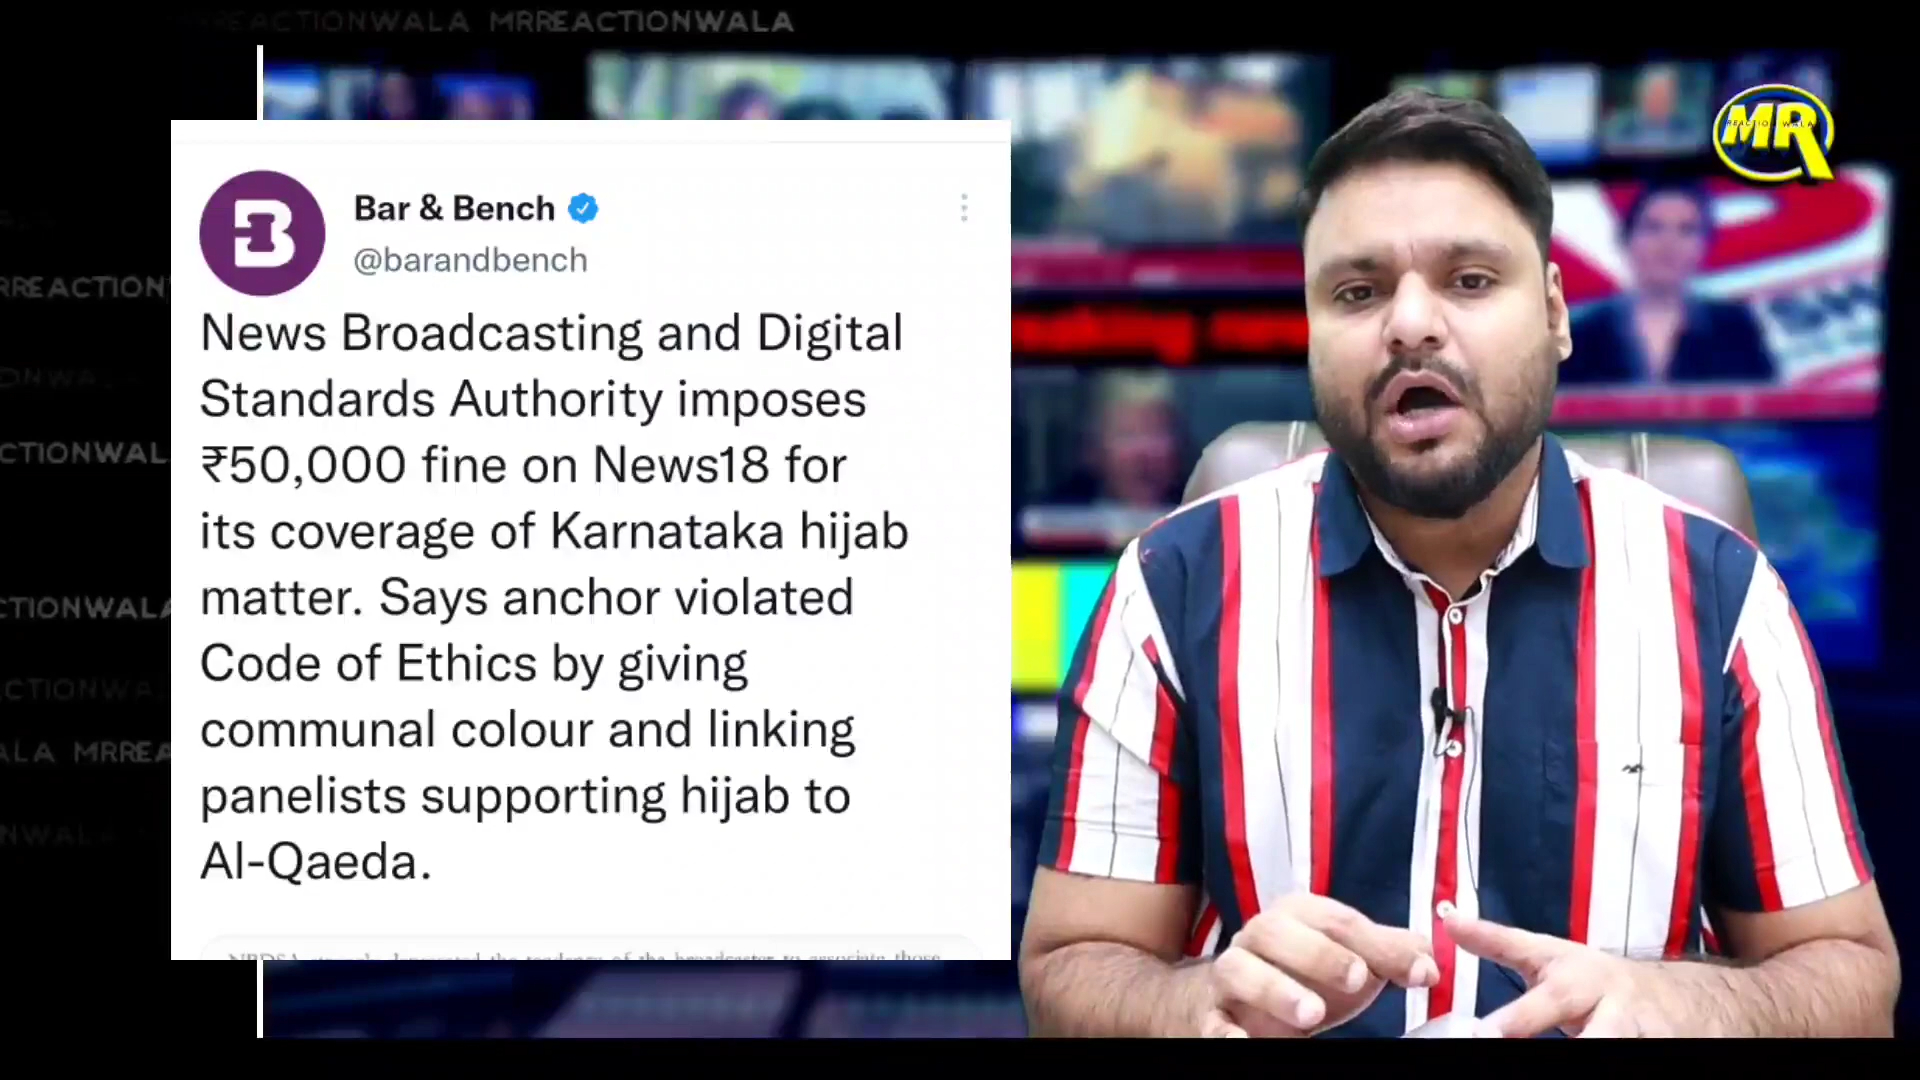 MRREACTIONWALA
Bar & Bench
@barandbench
News Broadcasting and Digital
Standards Authority imposes
₹50,000 fine on News18 for
its coverage of Karnataka hijab
matter. Says anchor violated
Code of Ethics by giving
communal colour and linking
panelists supporting hijab to
Al-Qaeda.
MR
REACTION WALA